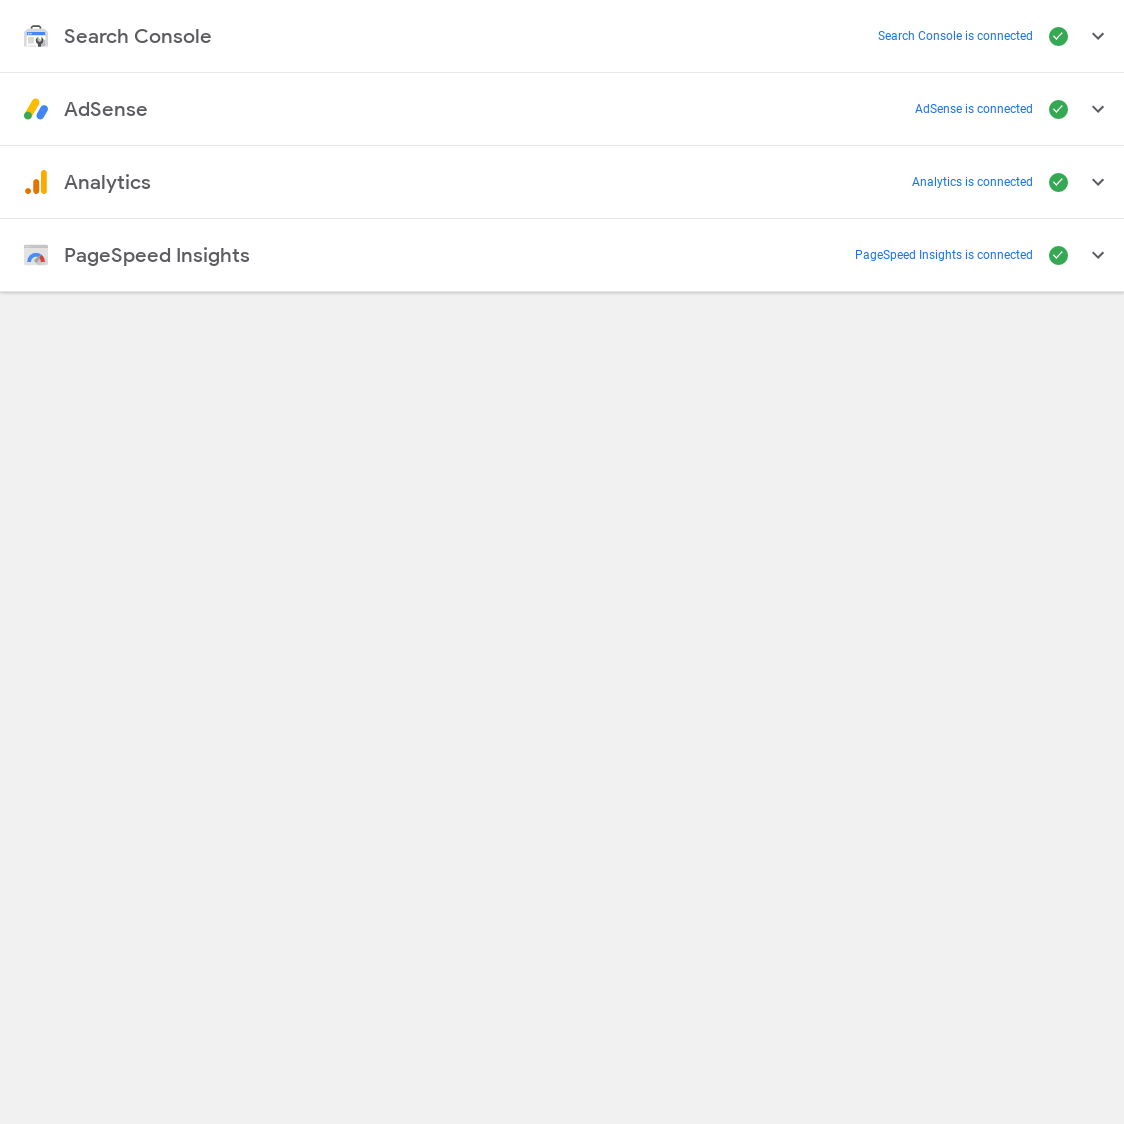 Search Console
Search Console is connected
AdSense
AdSense is connected
Analytics
Analytics is connected
PageSpeed Insights
PageSpeed Insights is connected